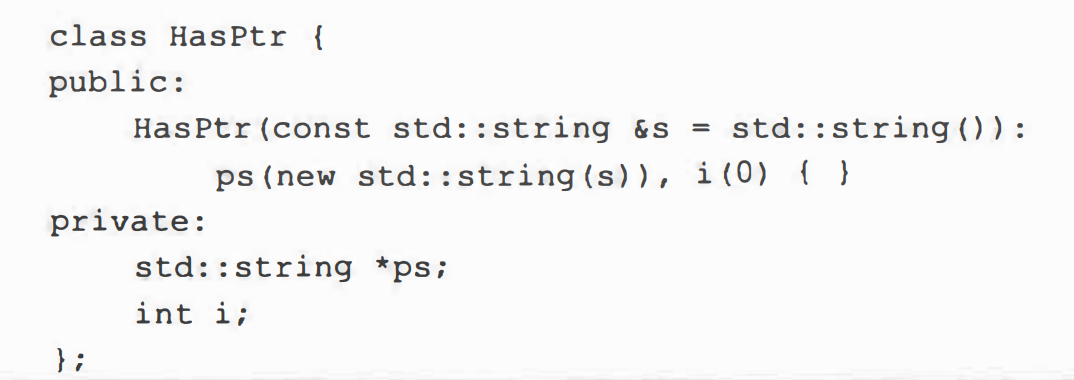 class HasPtr {
public:
HasPtr(const std::string &s = std::string()):
ps(new std::string(s)), i(0) { }
private:
std::string *ps;
int i;
};